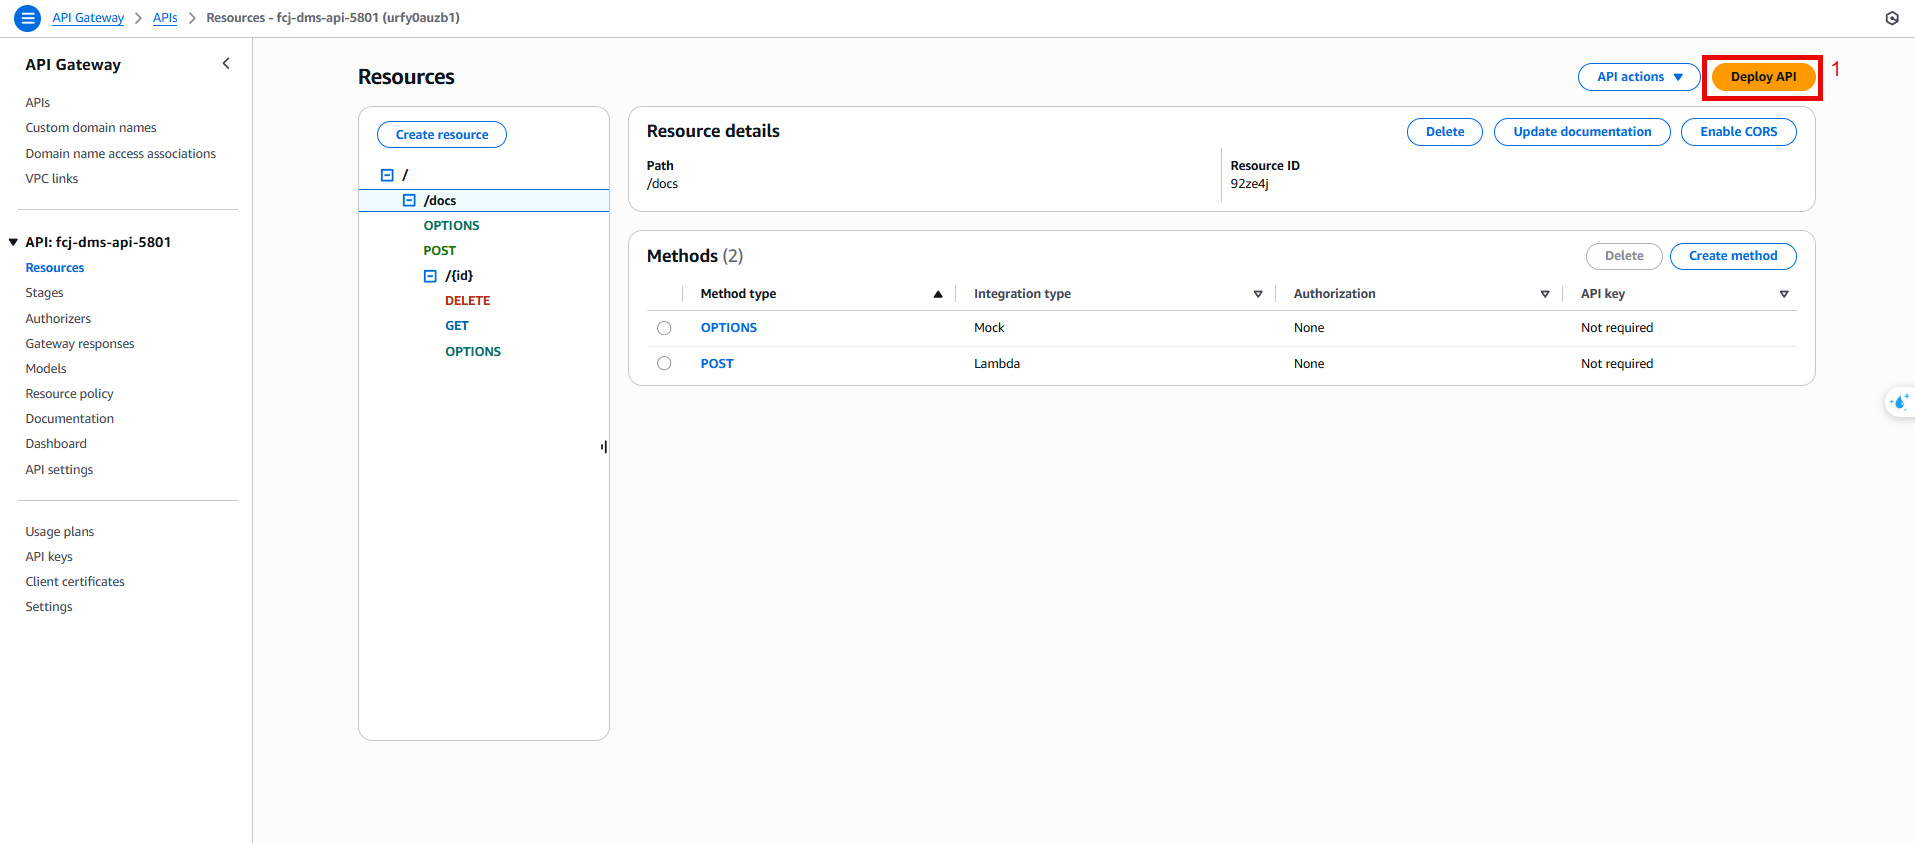 API Gateway > APIs > Resources - fcj-dms-api-5801 (urfy0auzb1)
API Gateway
APIs
Custom domain names
Domain name access associations
VPC links
API: fcj-dms-api-5801
Resources
Stages
Authorizers
Gateway responses
Models
Resource policy
Documentation
Dashboard
API settings
Usage plans
API keys
Client certificates
Settings
Resources
API actions
Deploy API
1
Create resource
/
/docs
OPTIONS
POST
/{id}
DELETE
GET
OPTIONS
Resource details
Delete
Update documentation
Enable CORS
Path
/docs
Resource ID
92ze4j
Methods (2)
Delete
Create method
Method type Integration type Authorization API key
OPTIONS Mock None Not required
POST Lambda None Not required